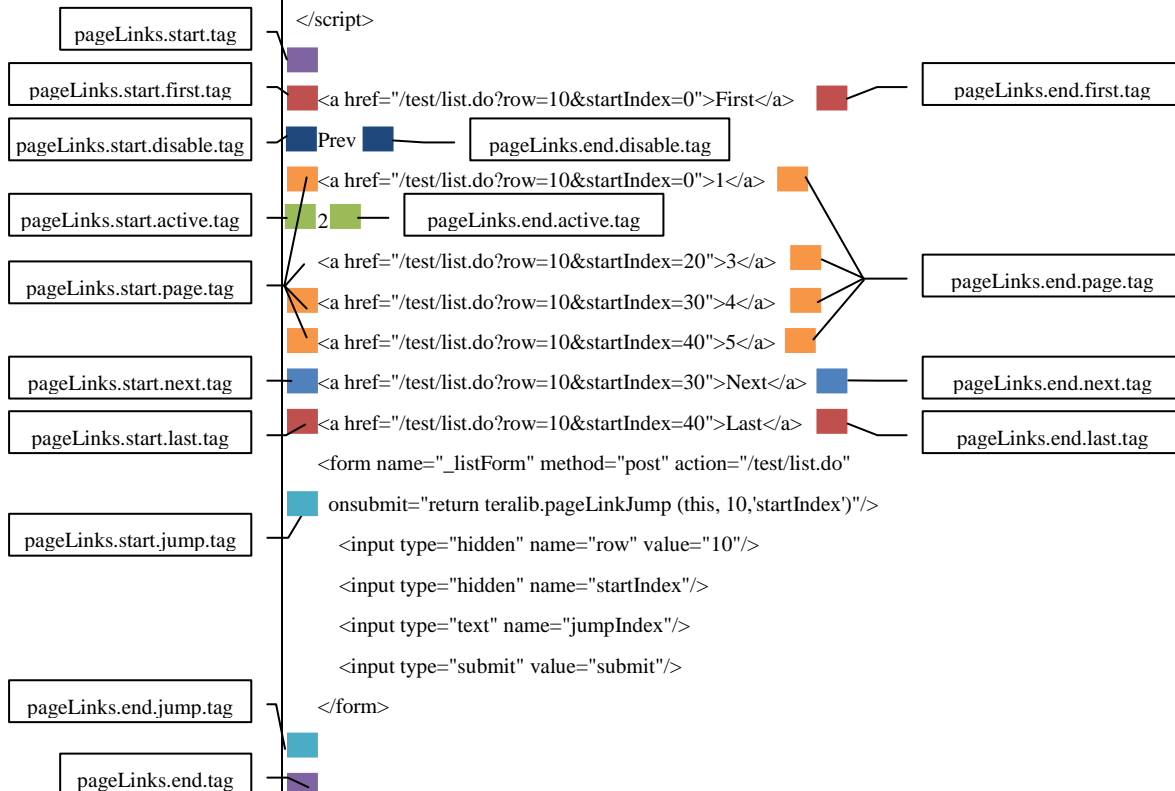 </script>
pageLinks.start.tag
pageLinks.start.first.tag
<a href="/test/list.do?row=10&startIndex=0">First</a>
pageLinks.end.first.tag
pageLinks.start.disable.tag
Prev
pageLinks.end.disable.tag
<a href="/test/list.do?row=10&startIndex=0">1</a>
pageLinks.start.active.tag
2
pageLinks.end.active.tag
<a href="/test/list.do?row=10&startIndex=20">3</a>
pageLinks.start.page.tag
pageLinks.end.page.tag
<a href="/test/list.do?row=10&startIndex=30">4</a>
<a href="/test/list.do?row=10&startIndex=40">5</a>
pageLinks.start.next.tag
<a href="/test/list.do?row=10&startIndex=30">Next</a>
pageLinks.end.next.tag
pageLinks.start.last.tag
<a href="/test/list.do?row=10&startIndex=40">Last</a>
pageLinks.end.last.tag
<form name="_listForm" method="post" action="/test/list.do"
onsubmit="return teralib.pageLinkJump (this, 10,'startIndex')"/>
pageLinks.start.jump.tag
<input type="hidden" name="row" value="10"/>
<input type="hidden" name="startIndex"/>
<input type="text" name="jumpIndex"/>
<input type="submit" value="submit"/>
pageLinks.end.jump.tag
</form>
pageLinks.end.tag